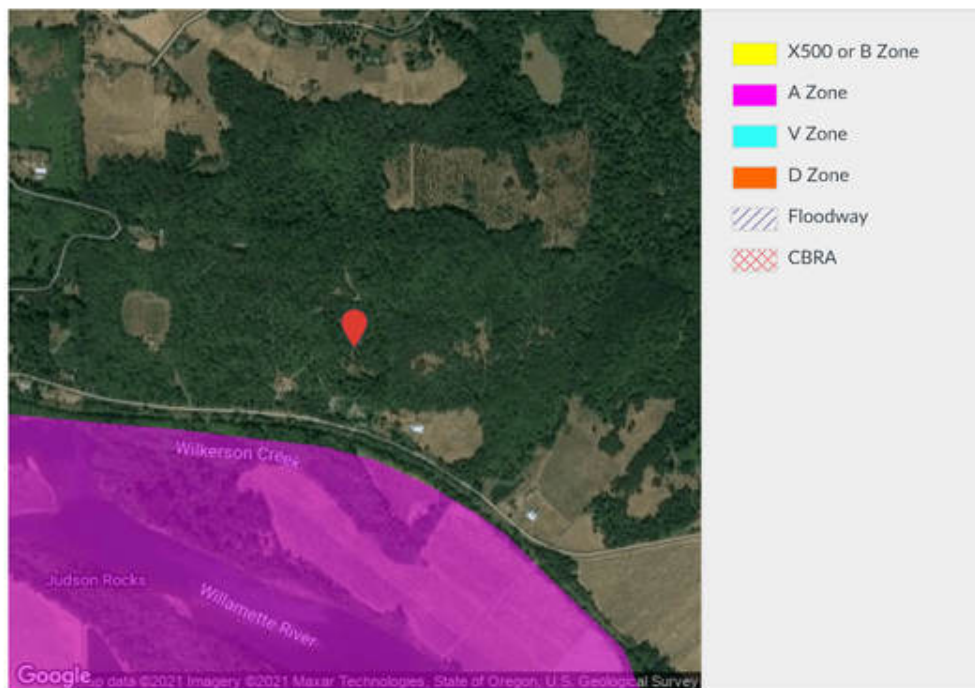 X500 or B Zone
A Zone
V Zone
D Zone
Floodway
CBRA
Wilkerson Creek
Judson Rocks
Willamette River
Google
p data ©2021 Imagery ©2021 Maxar Technologies, State of Oregon, U.S. Geological Survey